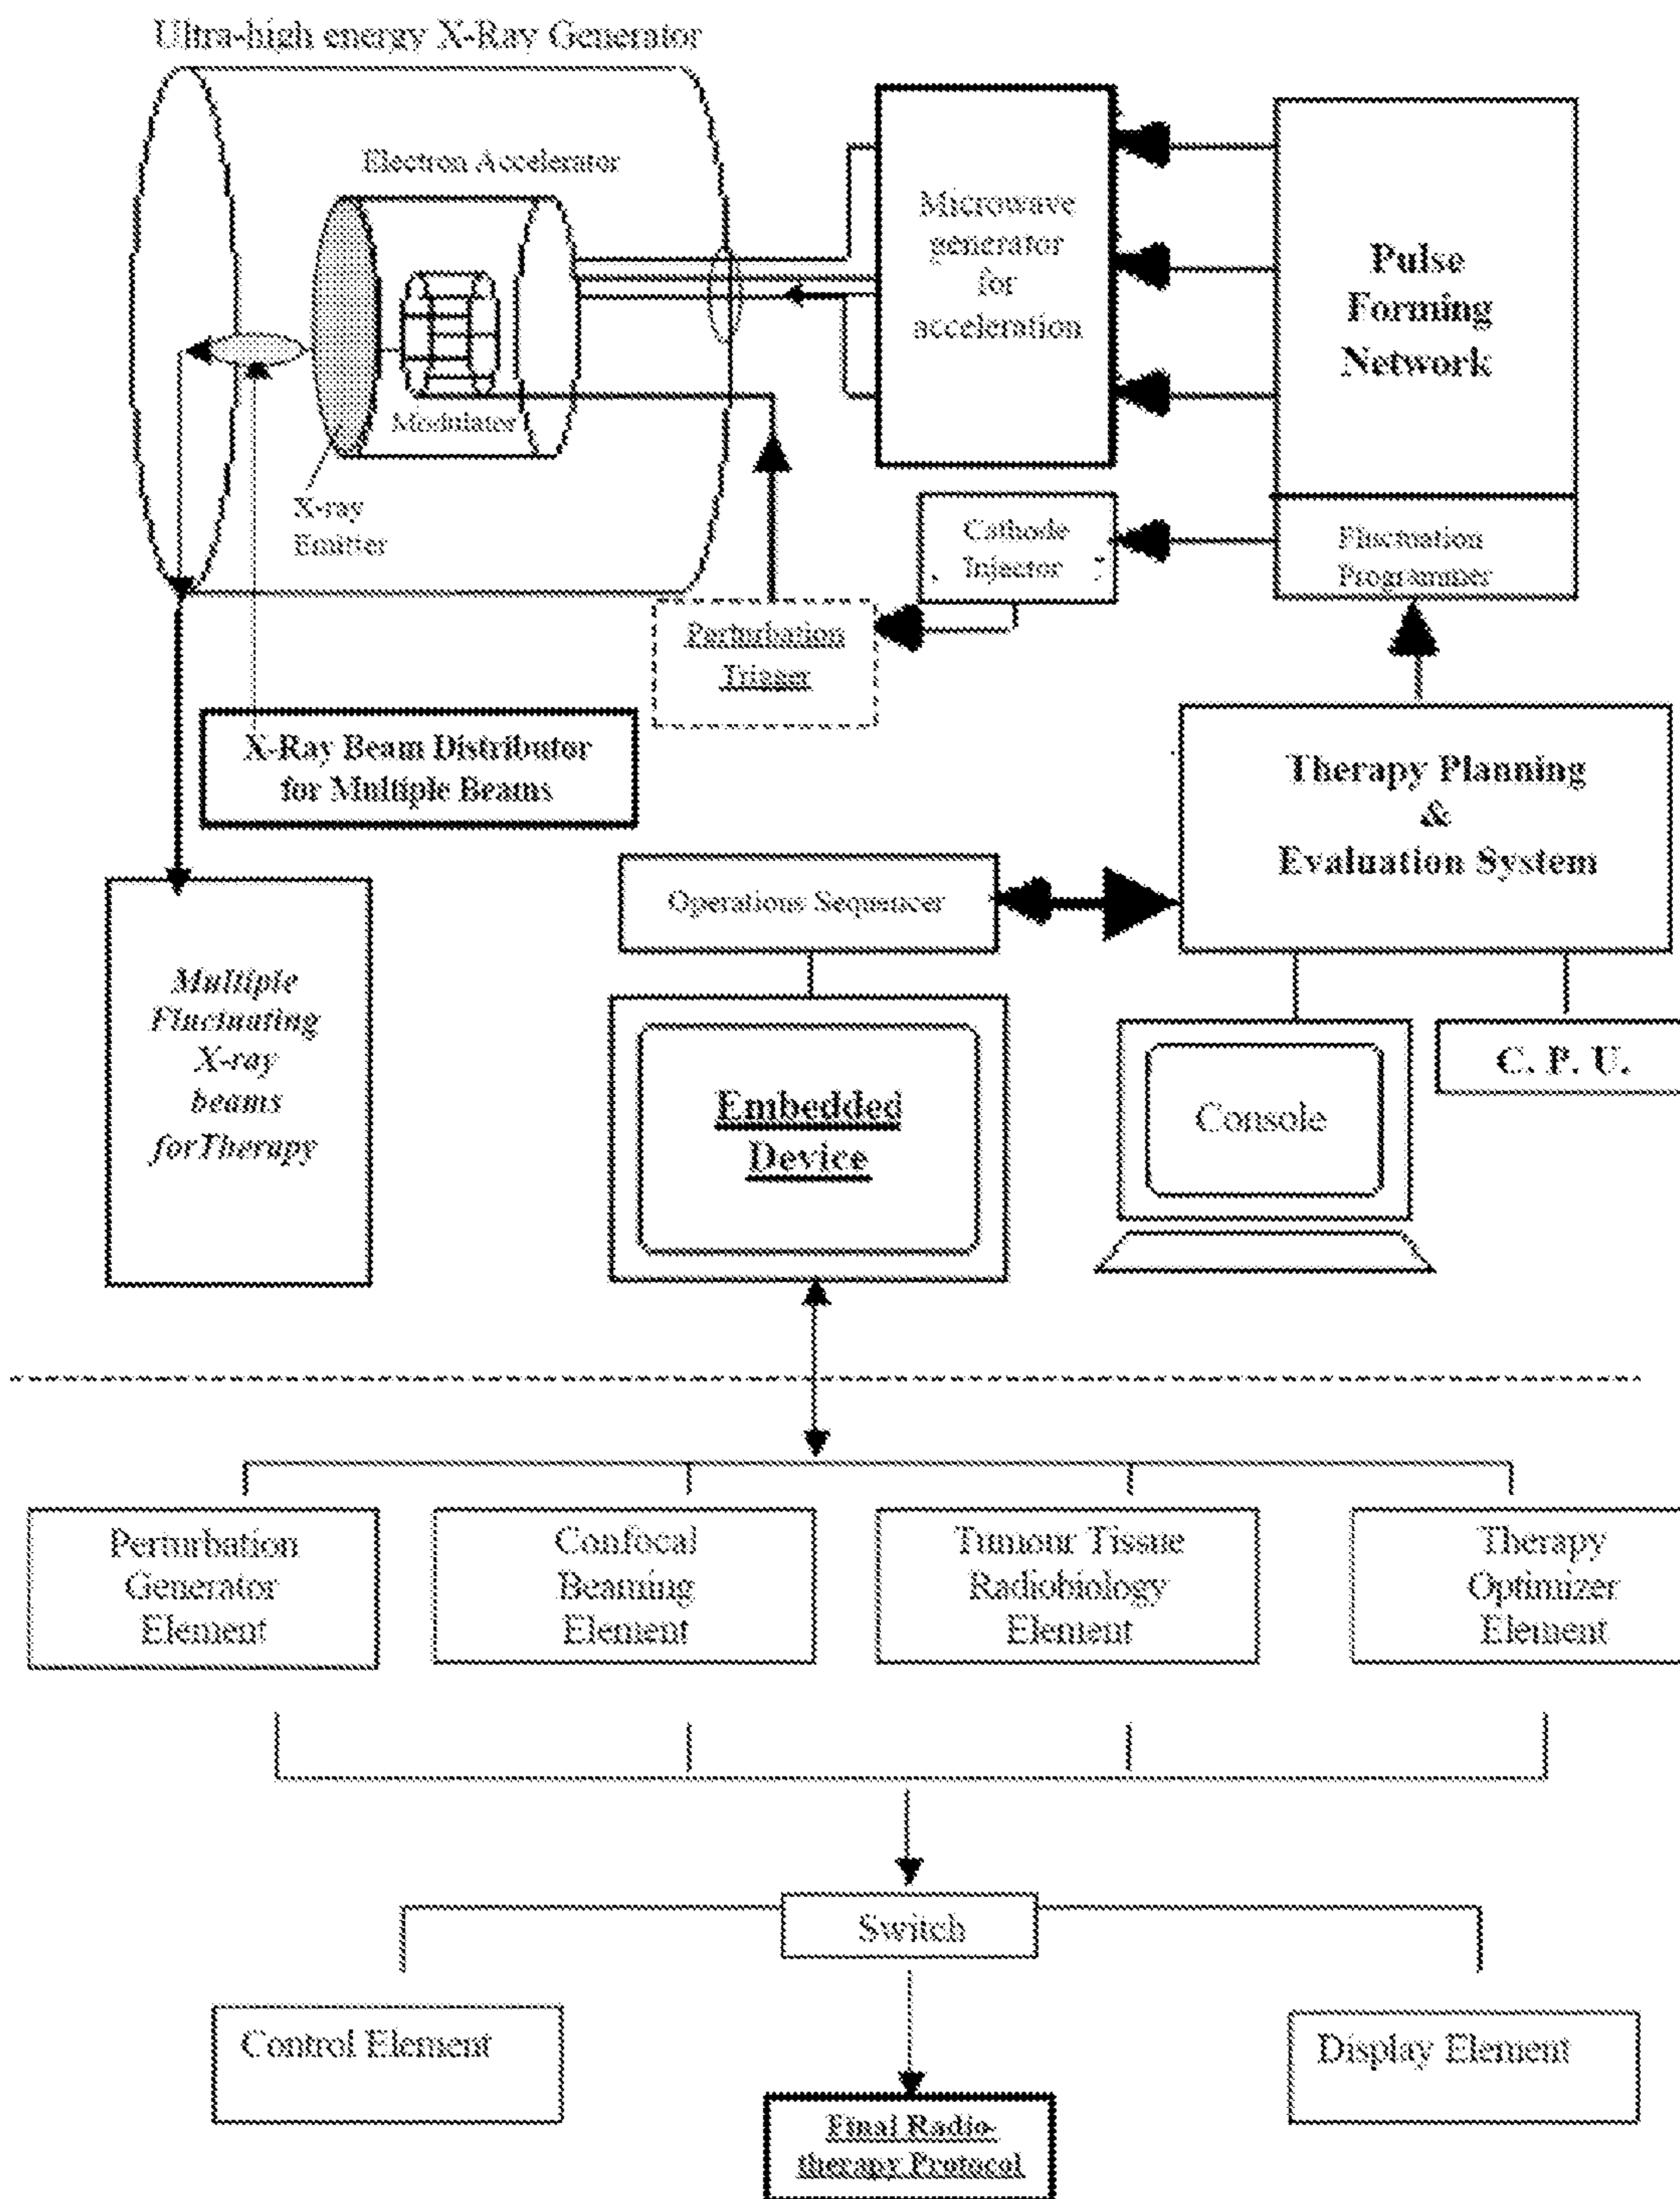 Ultra-high energy X-Ray Generator
Electron Accelerator
Modulator
X-ray
Emitter
Microwave
generator
for
acceleration
Pulse
Forming
Network
Fluctuation
Programmer
Cathode
Injector
Perturbation
Trigger
X-Ray Beam Distributor
for Multiple Beams
Therapy Planning
&
Evaluation System
Operations Sequencer
Multiple
Fluctuating
X-ray
beams
forTherapy
Embedded
Device
Console
C. P. U.
Perturbation
Generator
Element
Confocal
Beaming
Element
Tumour Tissue
Radiobiology
Element
Therapy
Optimizer
Element
Switch
Control Element
Display Element
Final Radio-
therapy Protocol